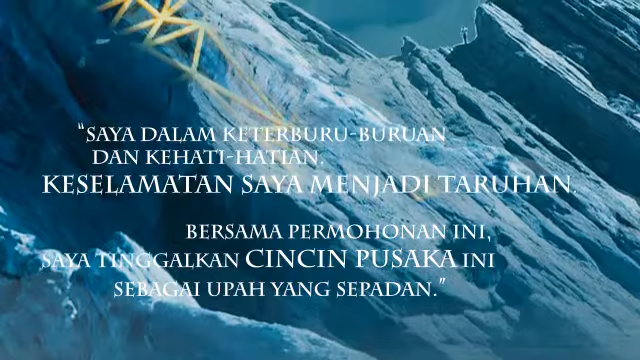 “SAYA DALAM KETERBURU-BURUAN
DAN KEHATI-HATIAN.
KESELAMATAN SAYA MENJADI TARUHAN.
BERSAMA PERMOHONAN INI,
SAYA TINGGALKAN CINCIN PUSAKA INI
SEBAGAI UPAH YANG SEPADAN.”